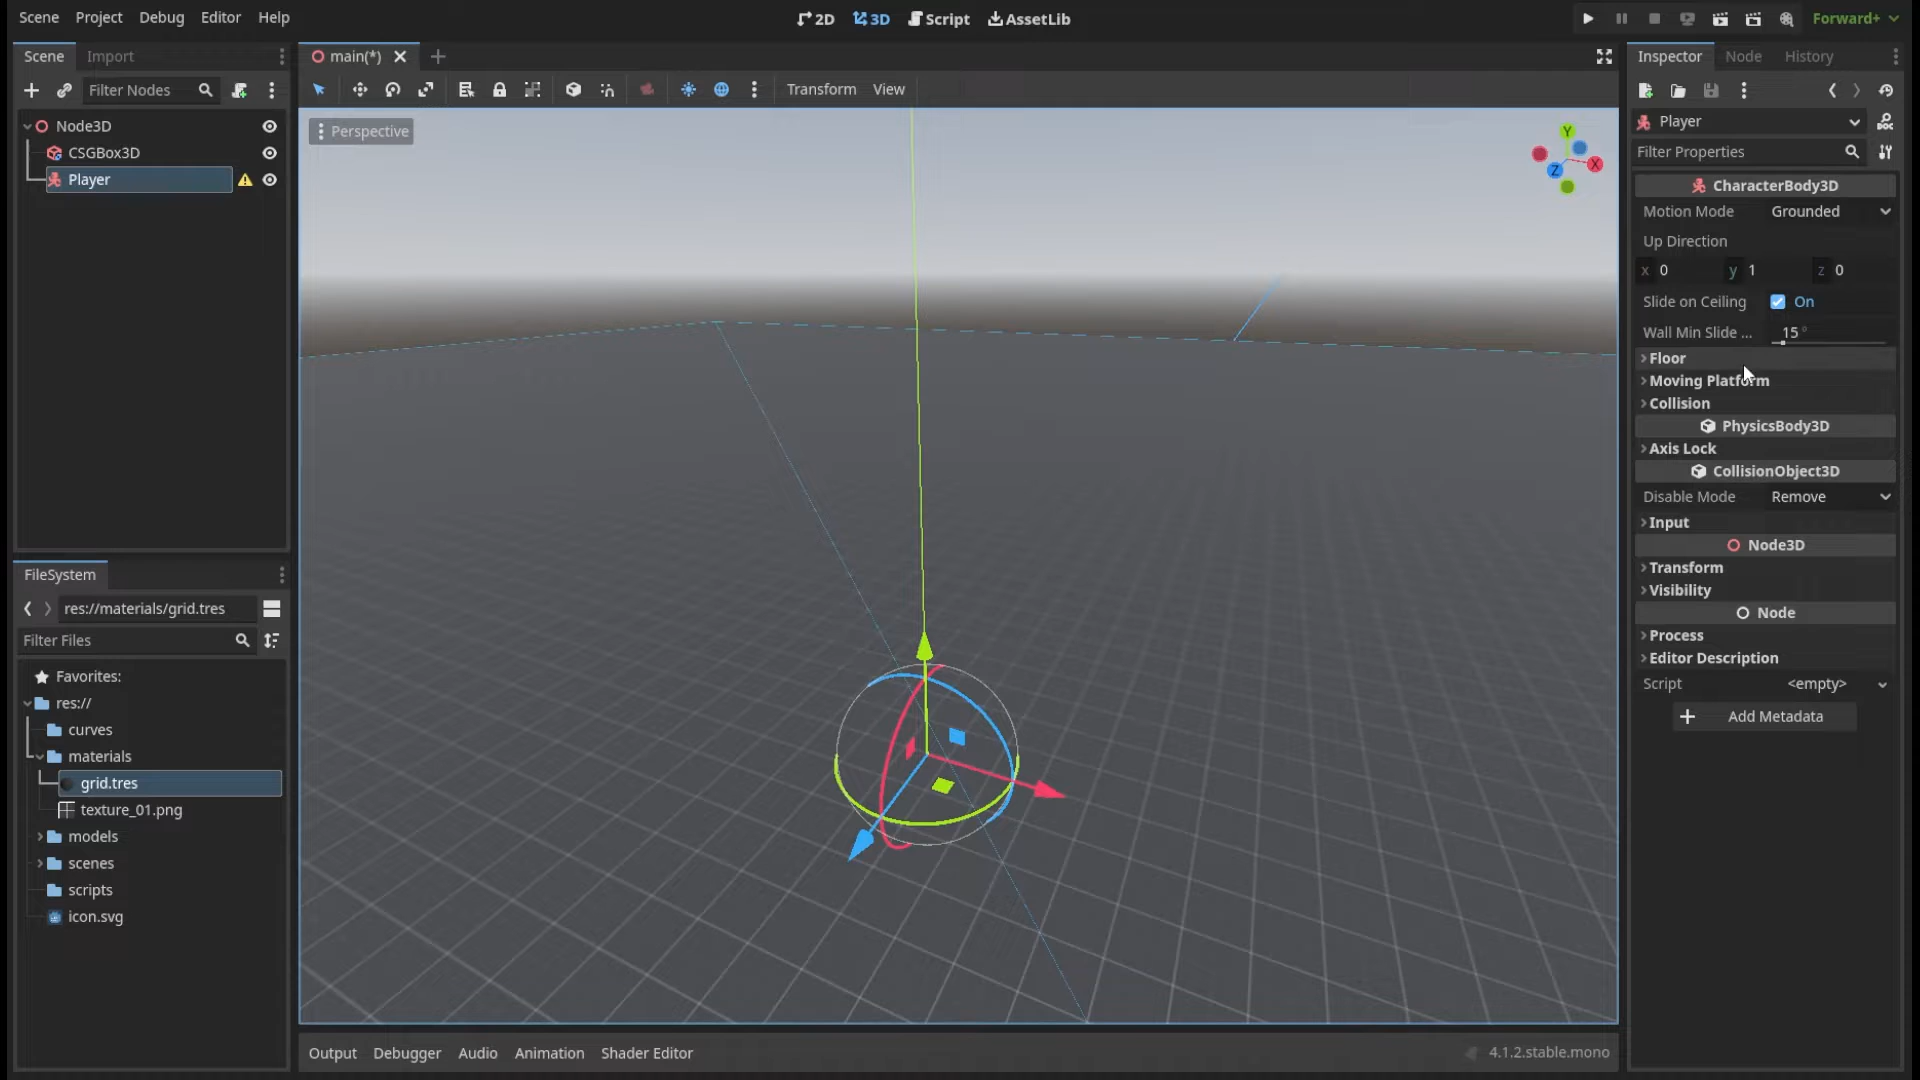 Scene Project Debug Editor Help
2D 3D Script AssetLib
Forward+
Scene Import
Filter Nodes
Node3D
CSGBox3D
Player
FileSystem
res://materials/grid.tres
Filter Files
Favorites:
res://
curves
materials
grid.tres
texture_01.png
models
scenes
scripts
icon.svg
main(*)
Transform View
Perspective
Y
X
Z
Output Debugger Audio Animation Shader Editor
4.1.2.stable.mono
Inspector Node History
Player
Filter Properties
CharacterBody3D
Motion Mode Grounded
Up Direction
x 0 y 1 z 0
Slide on Ceiling On
Wall Min Slide ... 15 °
Floor
Moving Platform
Collision
PhysicsBody3D
Axis Lock
CollisionObject3D
Disable Mode Remove
Input
Node3D
Transform
Visibility
Node
Process
Editor Description
Script <empty>
Add Metadata